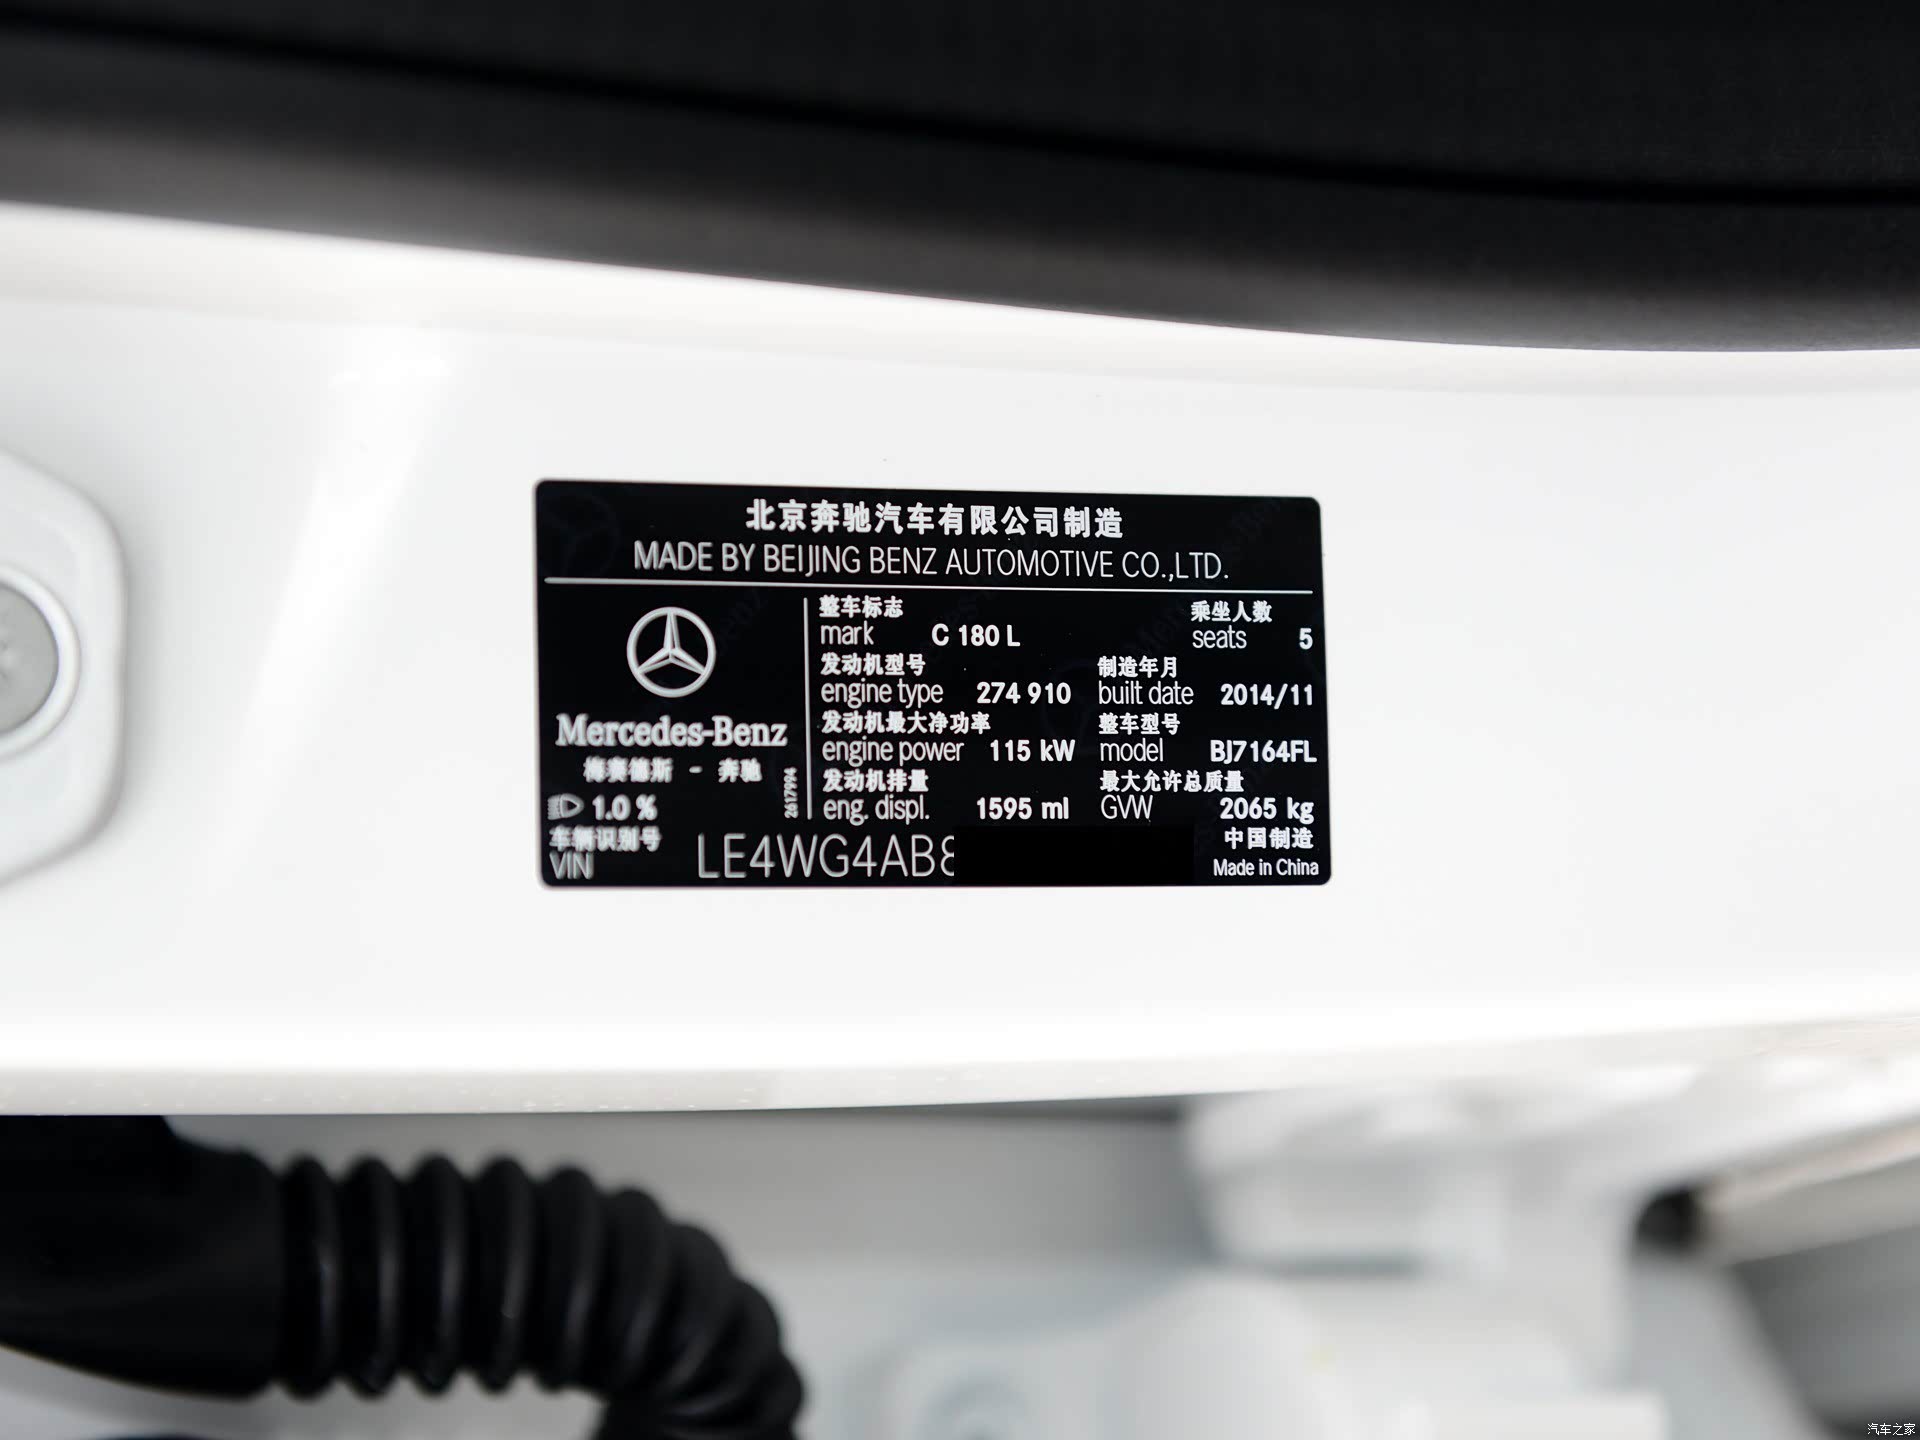 北京奔驰汽车有限公司制造
MADE BY BEIJING BENZ AUTOMOTIVE CO.,LTD.
Mercedes-Benz
梅赛德斯 - 奔驰
2617994
1.0 %
整车标志
mark C 180 L
乘坐人数
seats 5
发动机型号
engine type 274 910
制造年月
built date 2014/11
发动机最大净功率
engine power 115 kW
整车型号
model BJ7164FL
发动机排量
eng. displ. 1595 ml
最大允许总质量
GVW 2065 kg
车辆识别号
VIN LE4WG4AB8
中国制造
Made in China
汽车之家